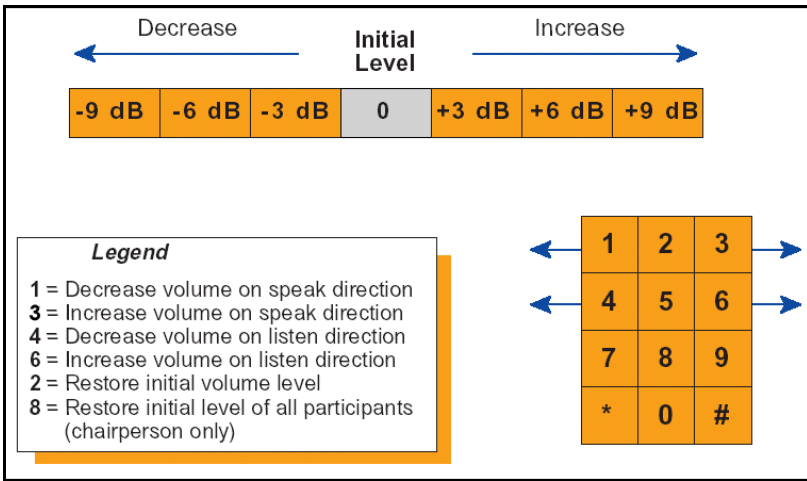 Decrease
Initial
Level
Increase
-9 dB -6 dB -3 dB 0 +3 dB +6 dB +9 dB
Legend
1 = Decrease volume on speak direction
3 = Increase volume on speak direction
4 = Decrease volume on listen direction
6 = Increase volume on listen direction
2 = Restore initial volume level
8 = Restore initial level of all participants
(chairperson only)
1 2 3
4 5 6
7 8 9
* 0 #